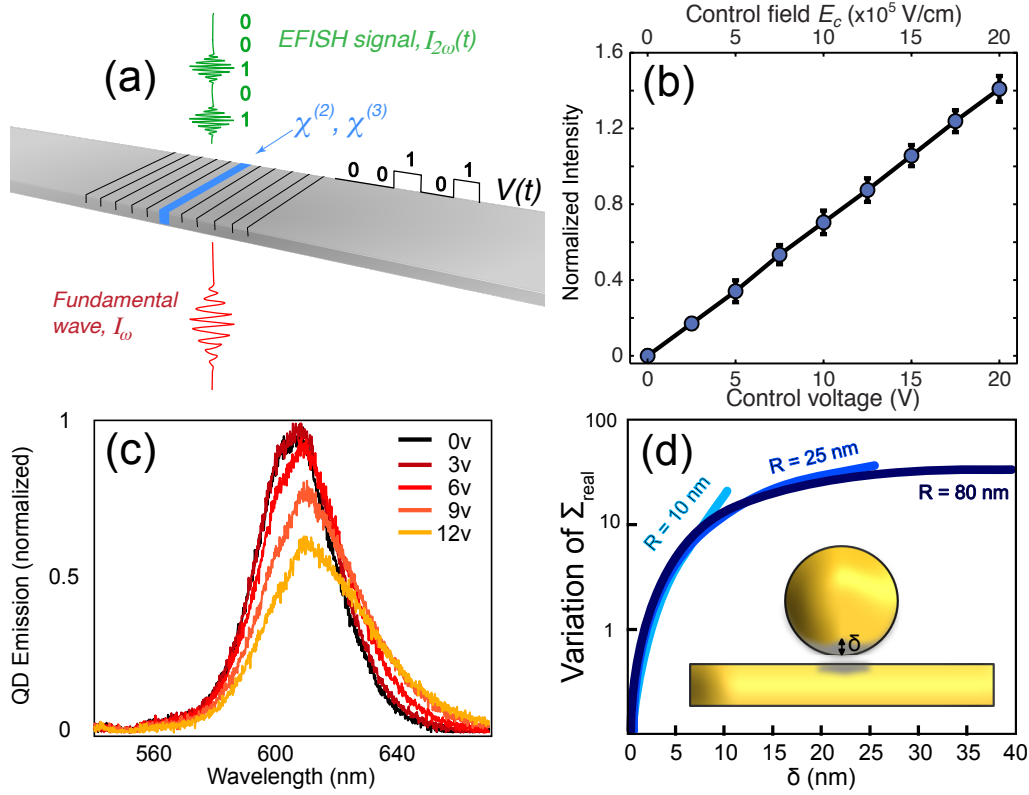 (a)
0
0
1
0
1
EFISH signal, I₂ω(t)
χ⁽²⁾, χ⁽³⁾
0 0 1 0 1
V(t)
Fundamental
wave, Iω
(b)
Control field E_c (x10⁵ V/cm)
0 5 10 15 20
Normalized Intensity
1.6
1.2
0.8
0.4
0
0 5 10 15 20
Control voltage (V)
(c)
QD Emission (normalized)
1
0.5
0
0v
3v
6v
9v
12v
560 600 640
Wavelength (nm)
(d)
Variation of Σreal
100
10
1
R = 10 nm
R = 25 nm
R = 80 nm
δ
0 5 10 15 20 25 30 35 40
δ (nm)